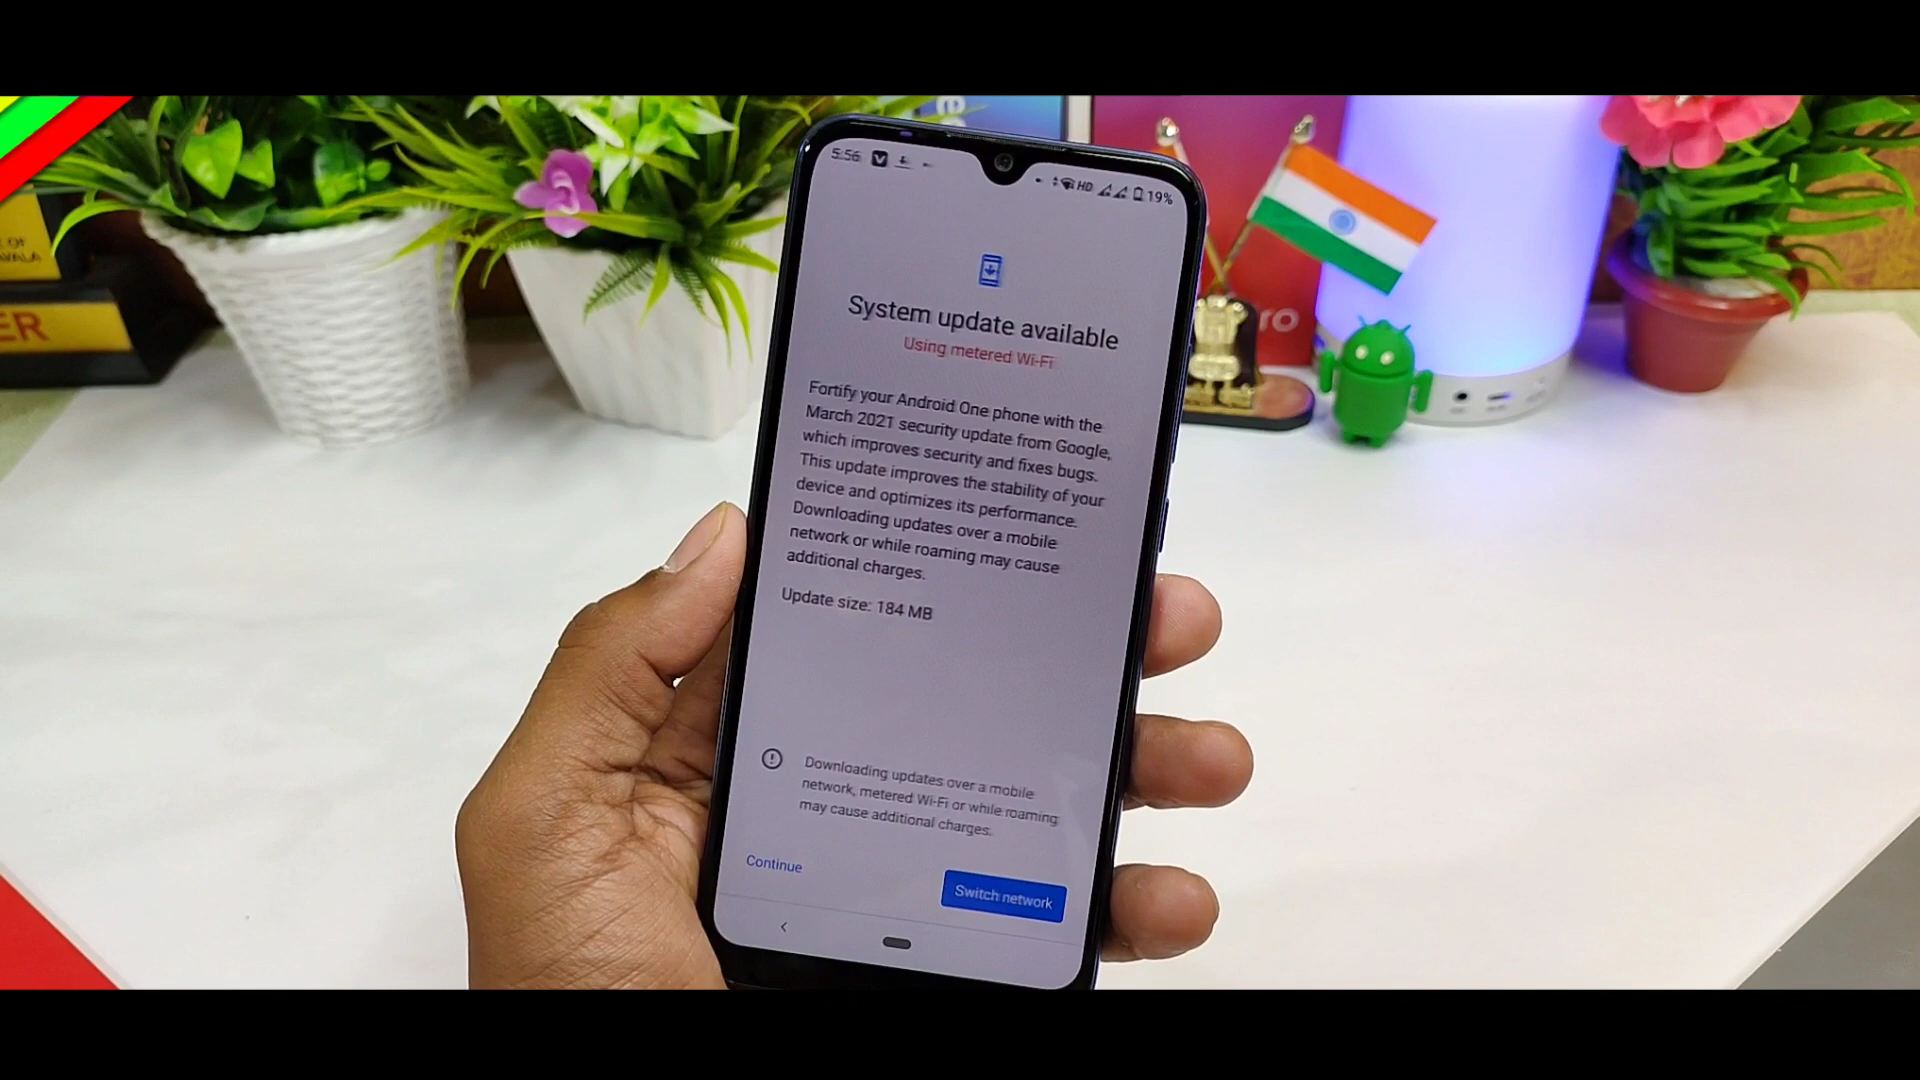 E OF
AVALA
ER
e
ro
5:56
HD
19%
System update available
Using metered Wi-Fi
Fortify your Android One phone with the
March 2021 security update from Google,
which improves security and fixes bugs.
This update improves the stability of your
device and optimizes its performance.
Downloading updates over a mobile
network or while roaming may cause
additional charges.
Update size: 184 MB
Downloading updates over a mobile
network, metered Wi-Fi or while roaming
may cause additional charges.
Continue
Switch network